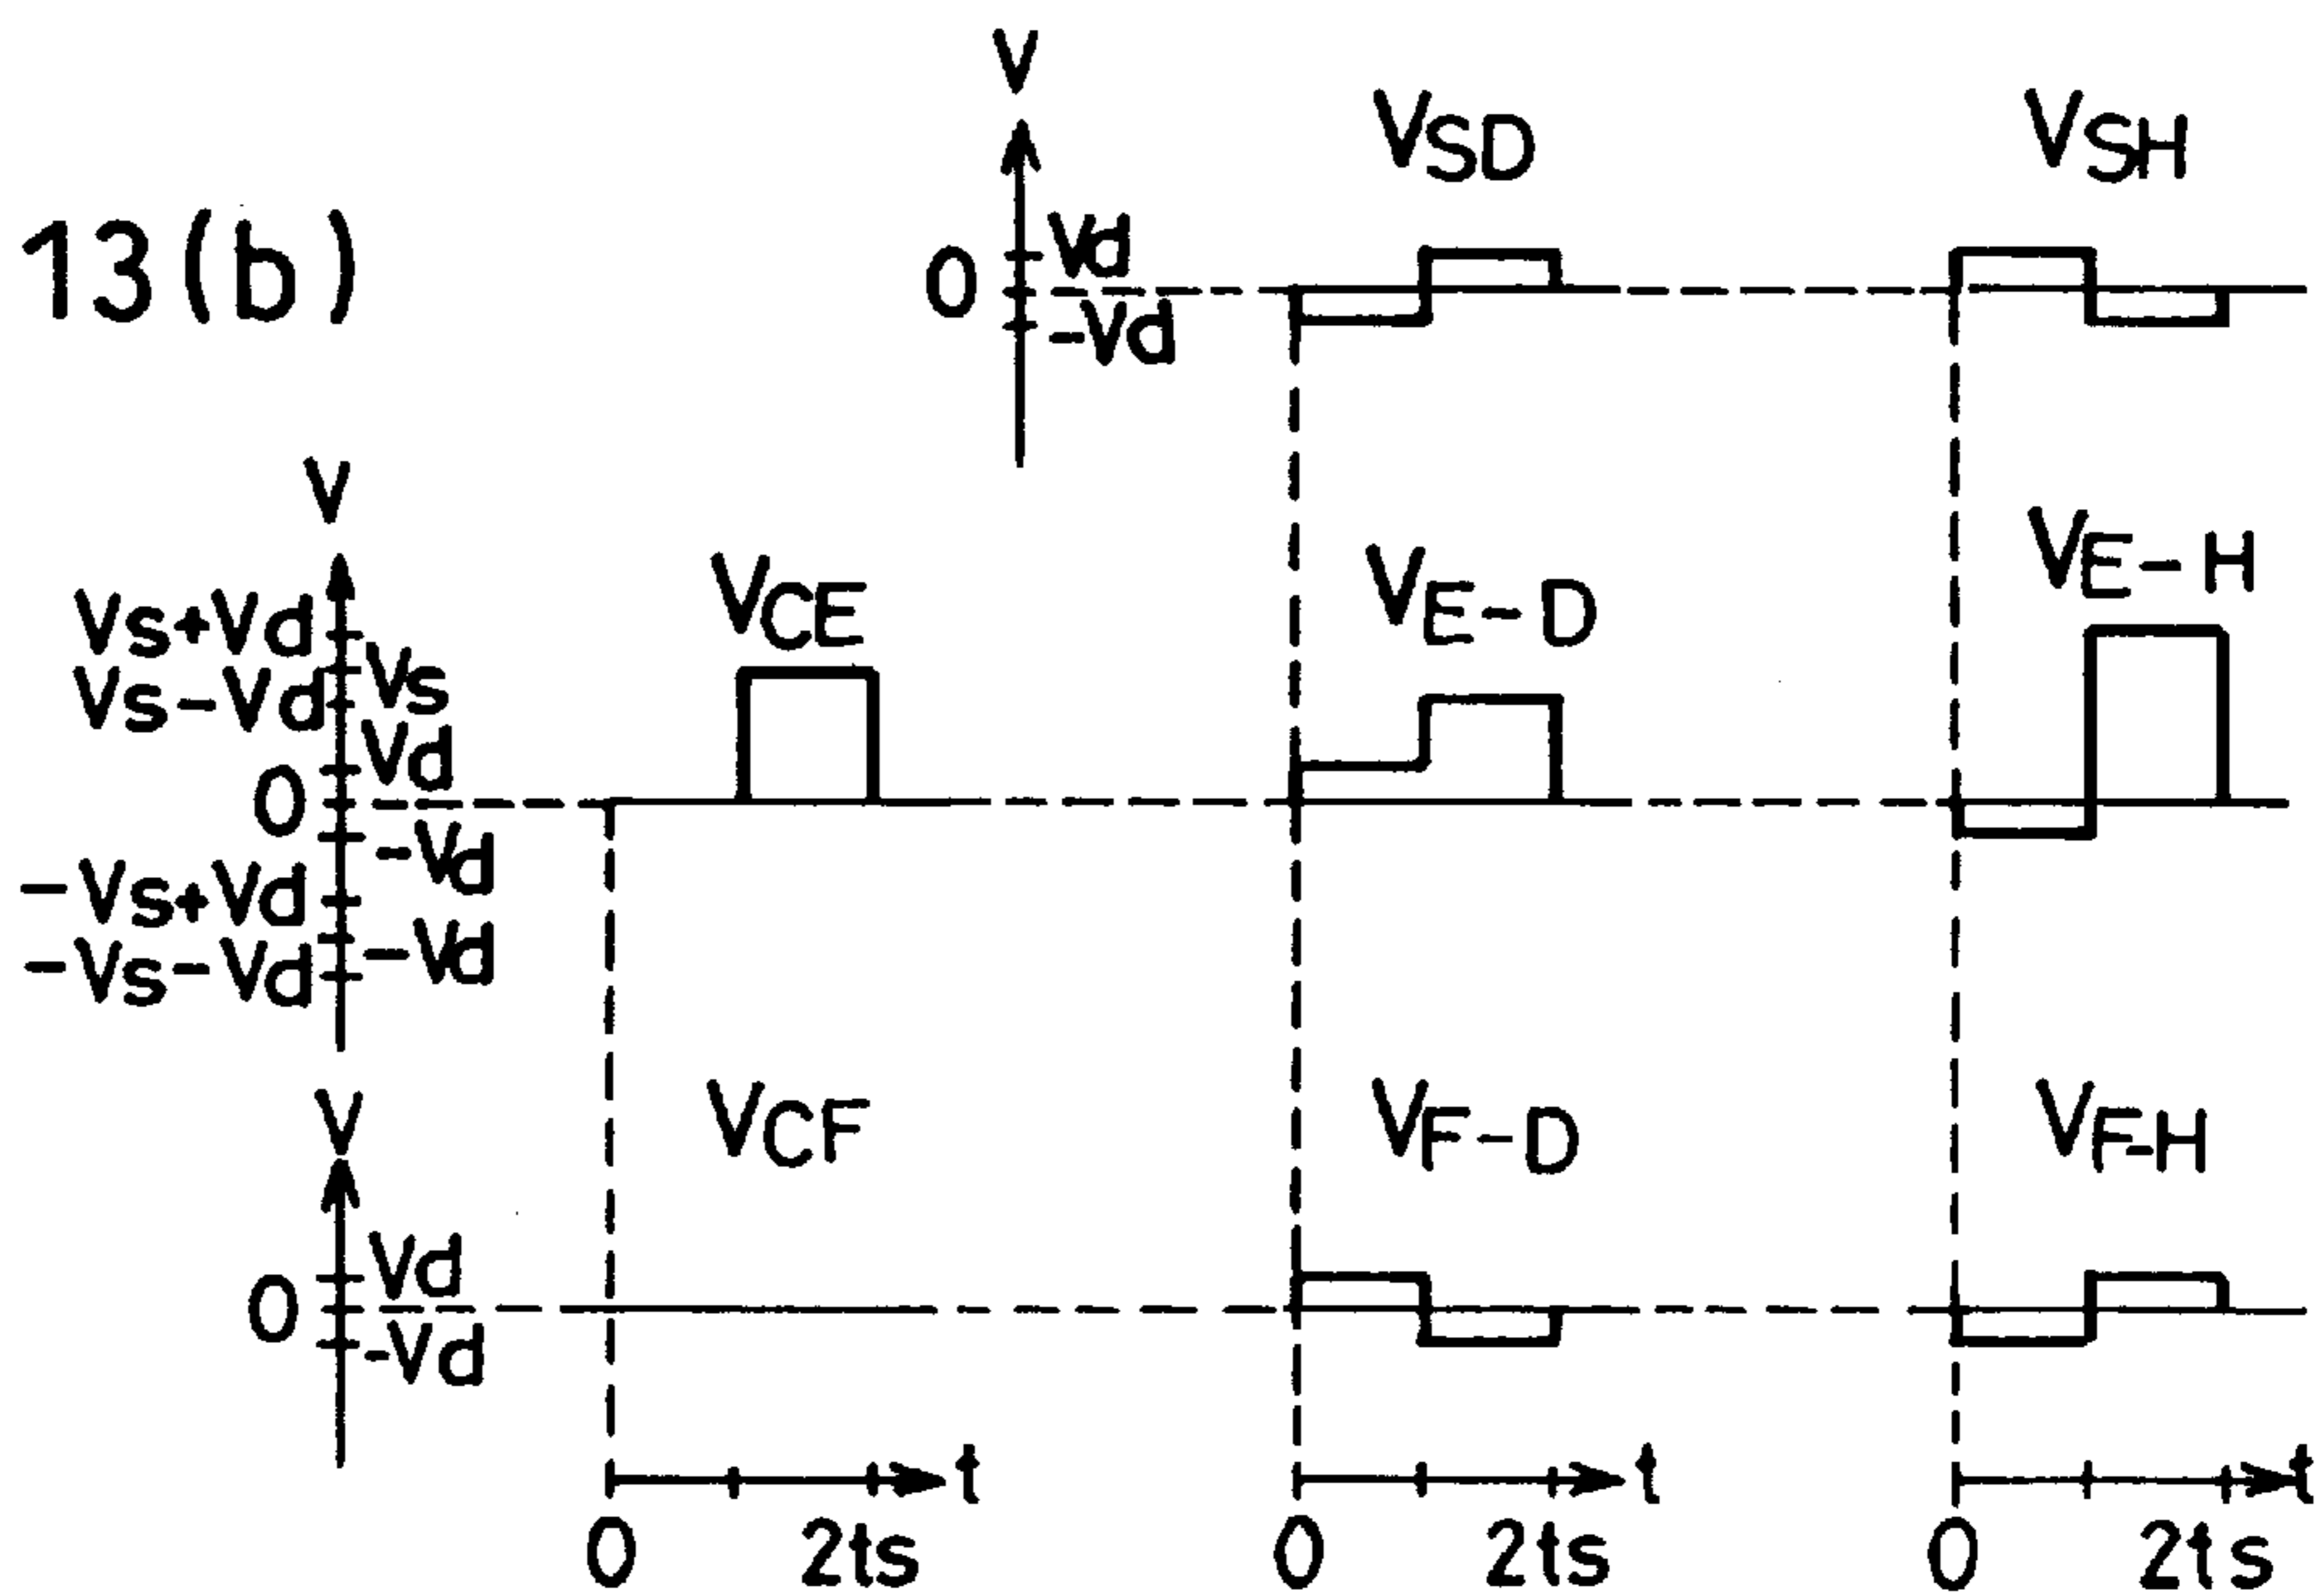 13(b)
V
VSD
VSH
Vd
0
-Vd
V
VCE
VE-D
VE-H
Vs+Vd
Vs
Vs-Vd
Vd
0
-Vd
-Vs+Vd
-Vd
-Vs-Vd
V
VCF
VF-D
VF-H
Vd
0
-Vd
t
t
t
0 2ts
0 2ts
0 2ts